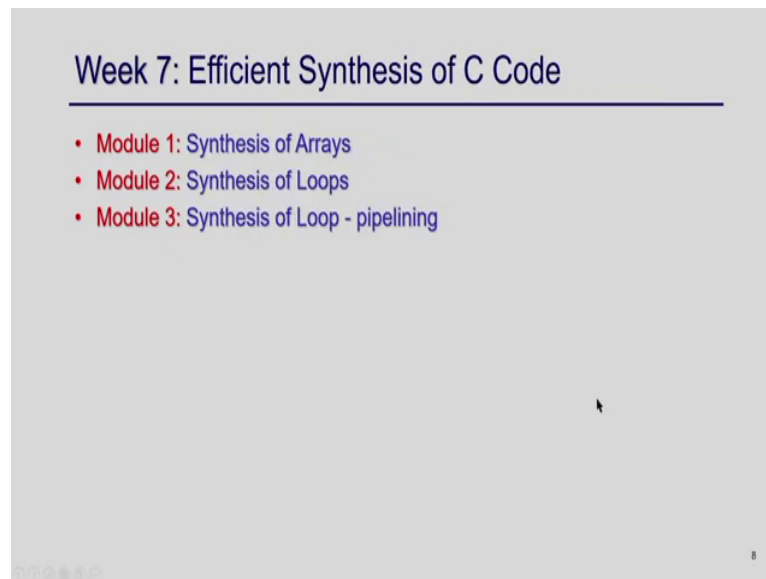 Week 7: Efficient Synthesis of C Code
• Module 1: Synthesis of Arrays
• Module 2: Synthesis of Loops
• Module 3: Synthesis of Loop - pipelining
8